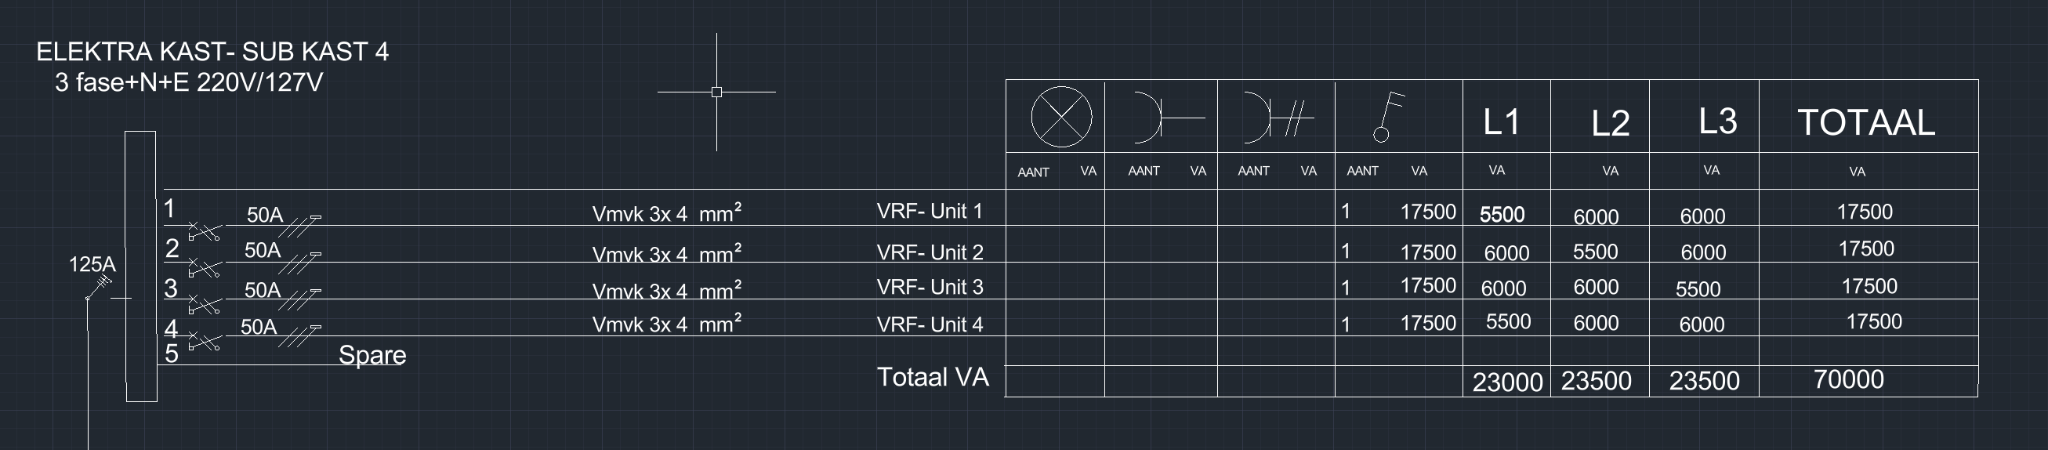 ELEKTRA KAST- SUB KAST 4
3 fase+N+E 220V/127V
L1 L2 L3 TOTAAL
AANT VA AANT VA AANT VA AANT VA VA VA VA VA
1 50A Vmvk 3x 4 mm² VRF- Unit 1 1 17500 5500 6000 6000 17500
2 50A Vmvk 3x 4 mm² VRF- Unit 2 1 17500 6000 5500 6000 17500
125A
3 50A Vmvk 3x 4 mm² VRF- Unit 3 1 17500 6000 6000 5500 17500
4 50A Vmvk 3x 4 mm² VRF- Unit 4 1 17500 5500 6000 6000 17500
5 Spare
Totaal VA 23000 23500 23500 70000